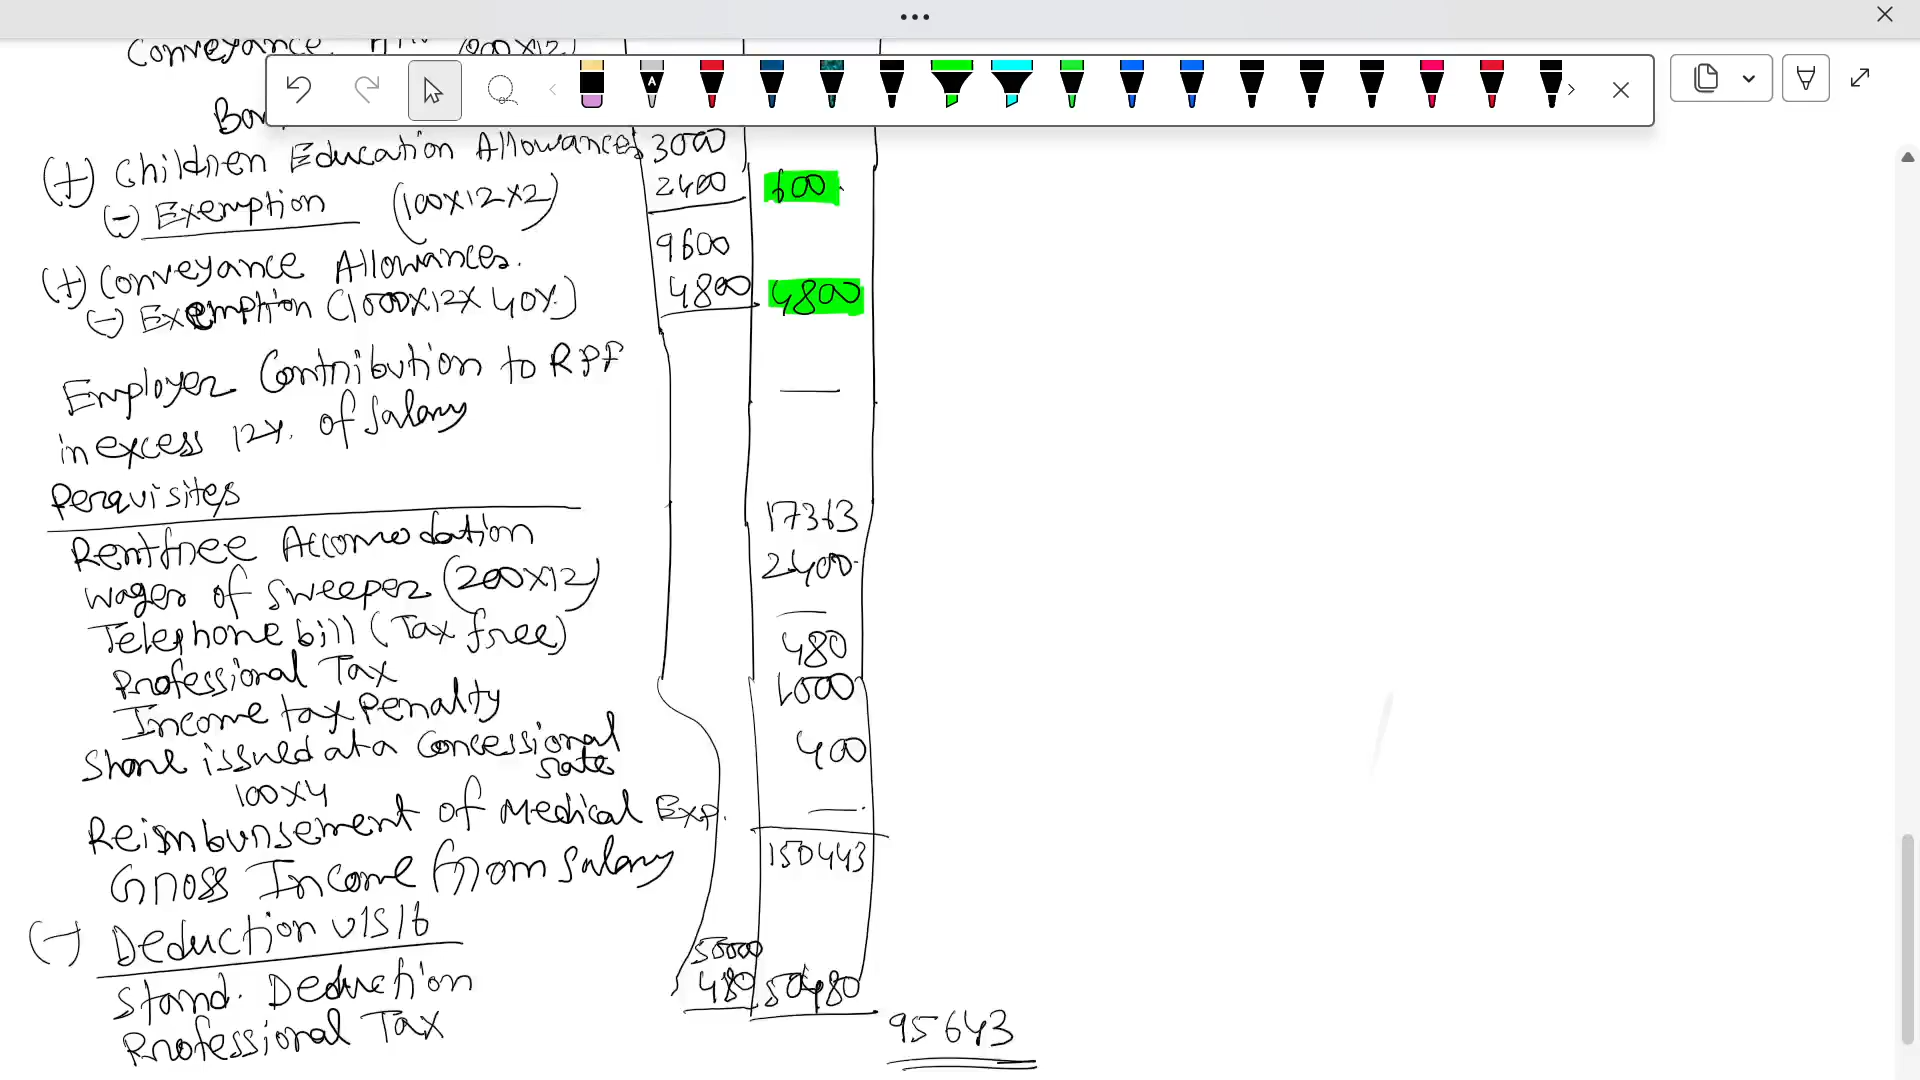 Conveyance.
(+) Children Education Allowances 3000
(-) Exemption (100X12X2) 2400 600
9600
(+) Conveyance Allowances.
(-) Exemption (1000X12X 40%) 4800 4800
Employer Contribution to RPF —
in excess 12%. of Salary
Perquisites
Rentfree Accomodation 17363
wages of sweeper (200X12) 2400
Telephone bill (Tax free) —
Professional Tax 480
Income tax Penalty 1000
Share issued at a Concessional rate 400
100X4
Reimbursement of Medical Exp. —
Gross Income from Salary 150443
(-) Deduction U/S 16
Stand. Deduction 50000
Professional Tax 480 50480
95643